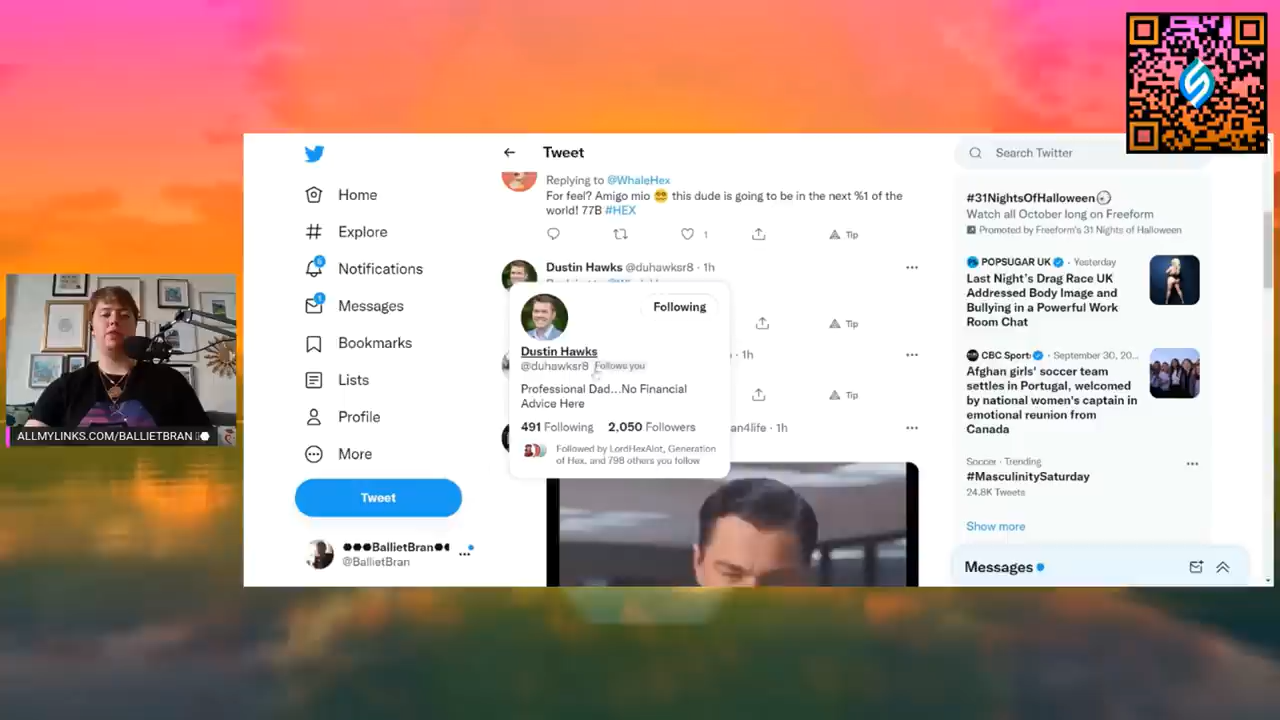 Home
Explore
Notifications
Messages
Bookmarks
Lists
Profile
More
Tweet
BallietBran
@BallietBran
ALLMYLINKS.COM/BALLIETBRAN
Tweet
Replying to @WhaleHex
For feel? Amigo mio this dude is going to be in the next %1 of the
world! 77B #HEX
1
Tip
Dustin Hawks @duhawksr8 · 1h
Following
Dustin Hawks
@duhawksr8 Follows you
Professional Dad...No Financial
Advice Here
491 Following 2,050 Followers
Followed by LordHexAlot, Generation
of Hex, and 798 others you follow
Tip
· 1h
Tip
an4life · 1h
Search Twitter
#31NightsOfHalloween
Watch all October long on Freeform
Promoted by Freeform's 31 Nights of Halloween
POPSUGAR UK · Yesterday
Last Night's Drag Race UK
Addressed Body Image and
Bullying in a Powerful Work
Room Chat
CBC Sports · September 30, 20...
Afghan girls' soccer team
settles in Portugal, welcomed
by national women's captain in
emotional reunion from
Canada
Soccer · Trending
#MasculinitySaturday
24.8K Tweets
Show more
Messages